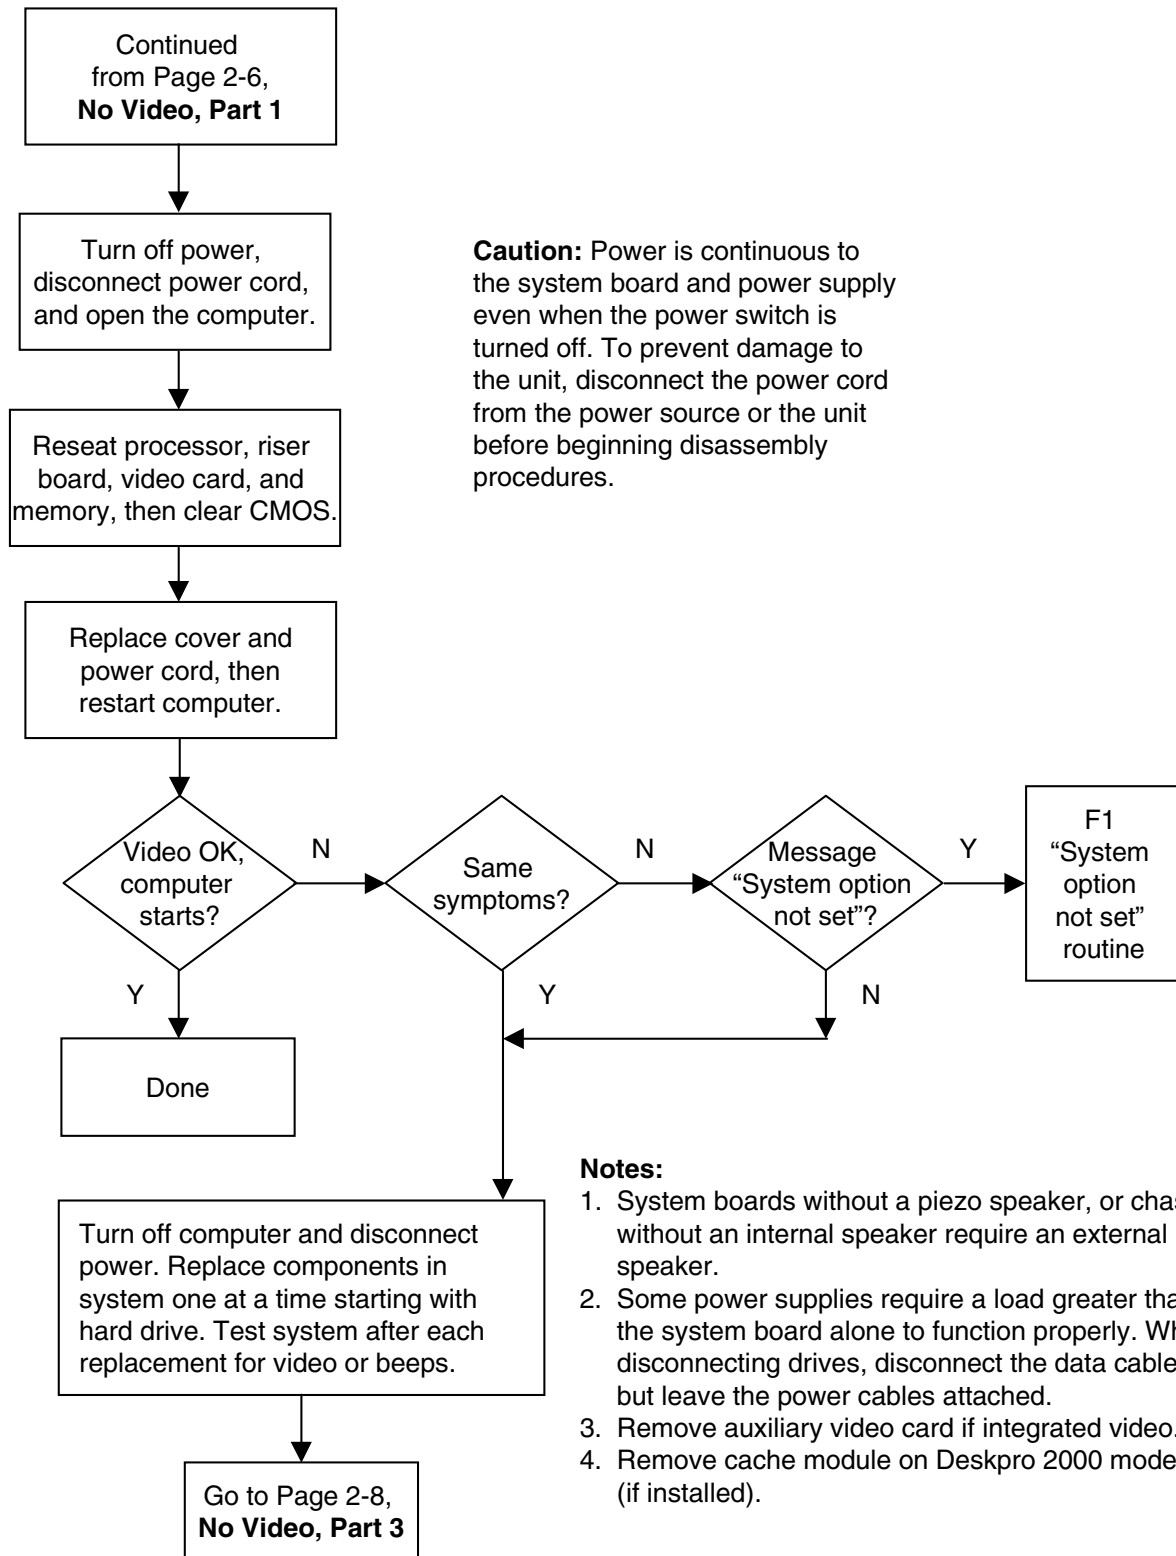 Continued
from Page 2-6,
No Video, Part 1
Turn off power,
disconnect power cord,
and open the computer.
Caution: Power is continuous to
the system board and power supply
even when the power switch is
turned off. To prevent damage to
the unit, disconnect the power cord
from the power source or the unit
before beginning disassembly
procedures.
Reseat processor, riser
board, video card, and
memory, then clear CMOS.
Replace cover and
power cord, then
restart computer.
Video OK,
computer
starts?
N
Same
symptoms?
N
Message
“System option
not set”?
Y
F1
“System
option
not set”
routine
Y
Y
N
Done
Turn off computer and disconnect
power. Replace components in
system one at a time starting with
hard drive. Test system after each
replacement for video or beeps.
Go to Page 2-8,
No Video, Part 3
Notes:
1. System boards without a piezo speaker, or
without an internal speaker require an external
speaker.
2. Some power supplies require a load greater
the system board alone to function properly.
disconnecting drives, disconnect the data
but leave the power cables attached.
3. Remove auxiliary video card if integrated video.
4. Remove cache module on Deskpro 2000
(if installed).